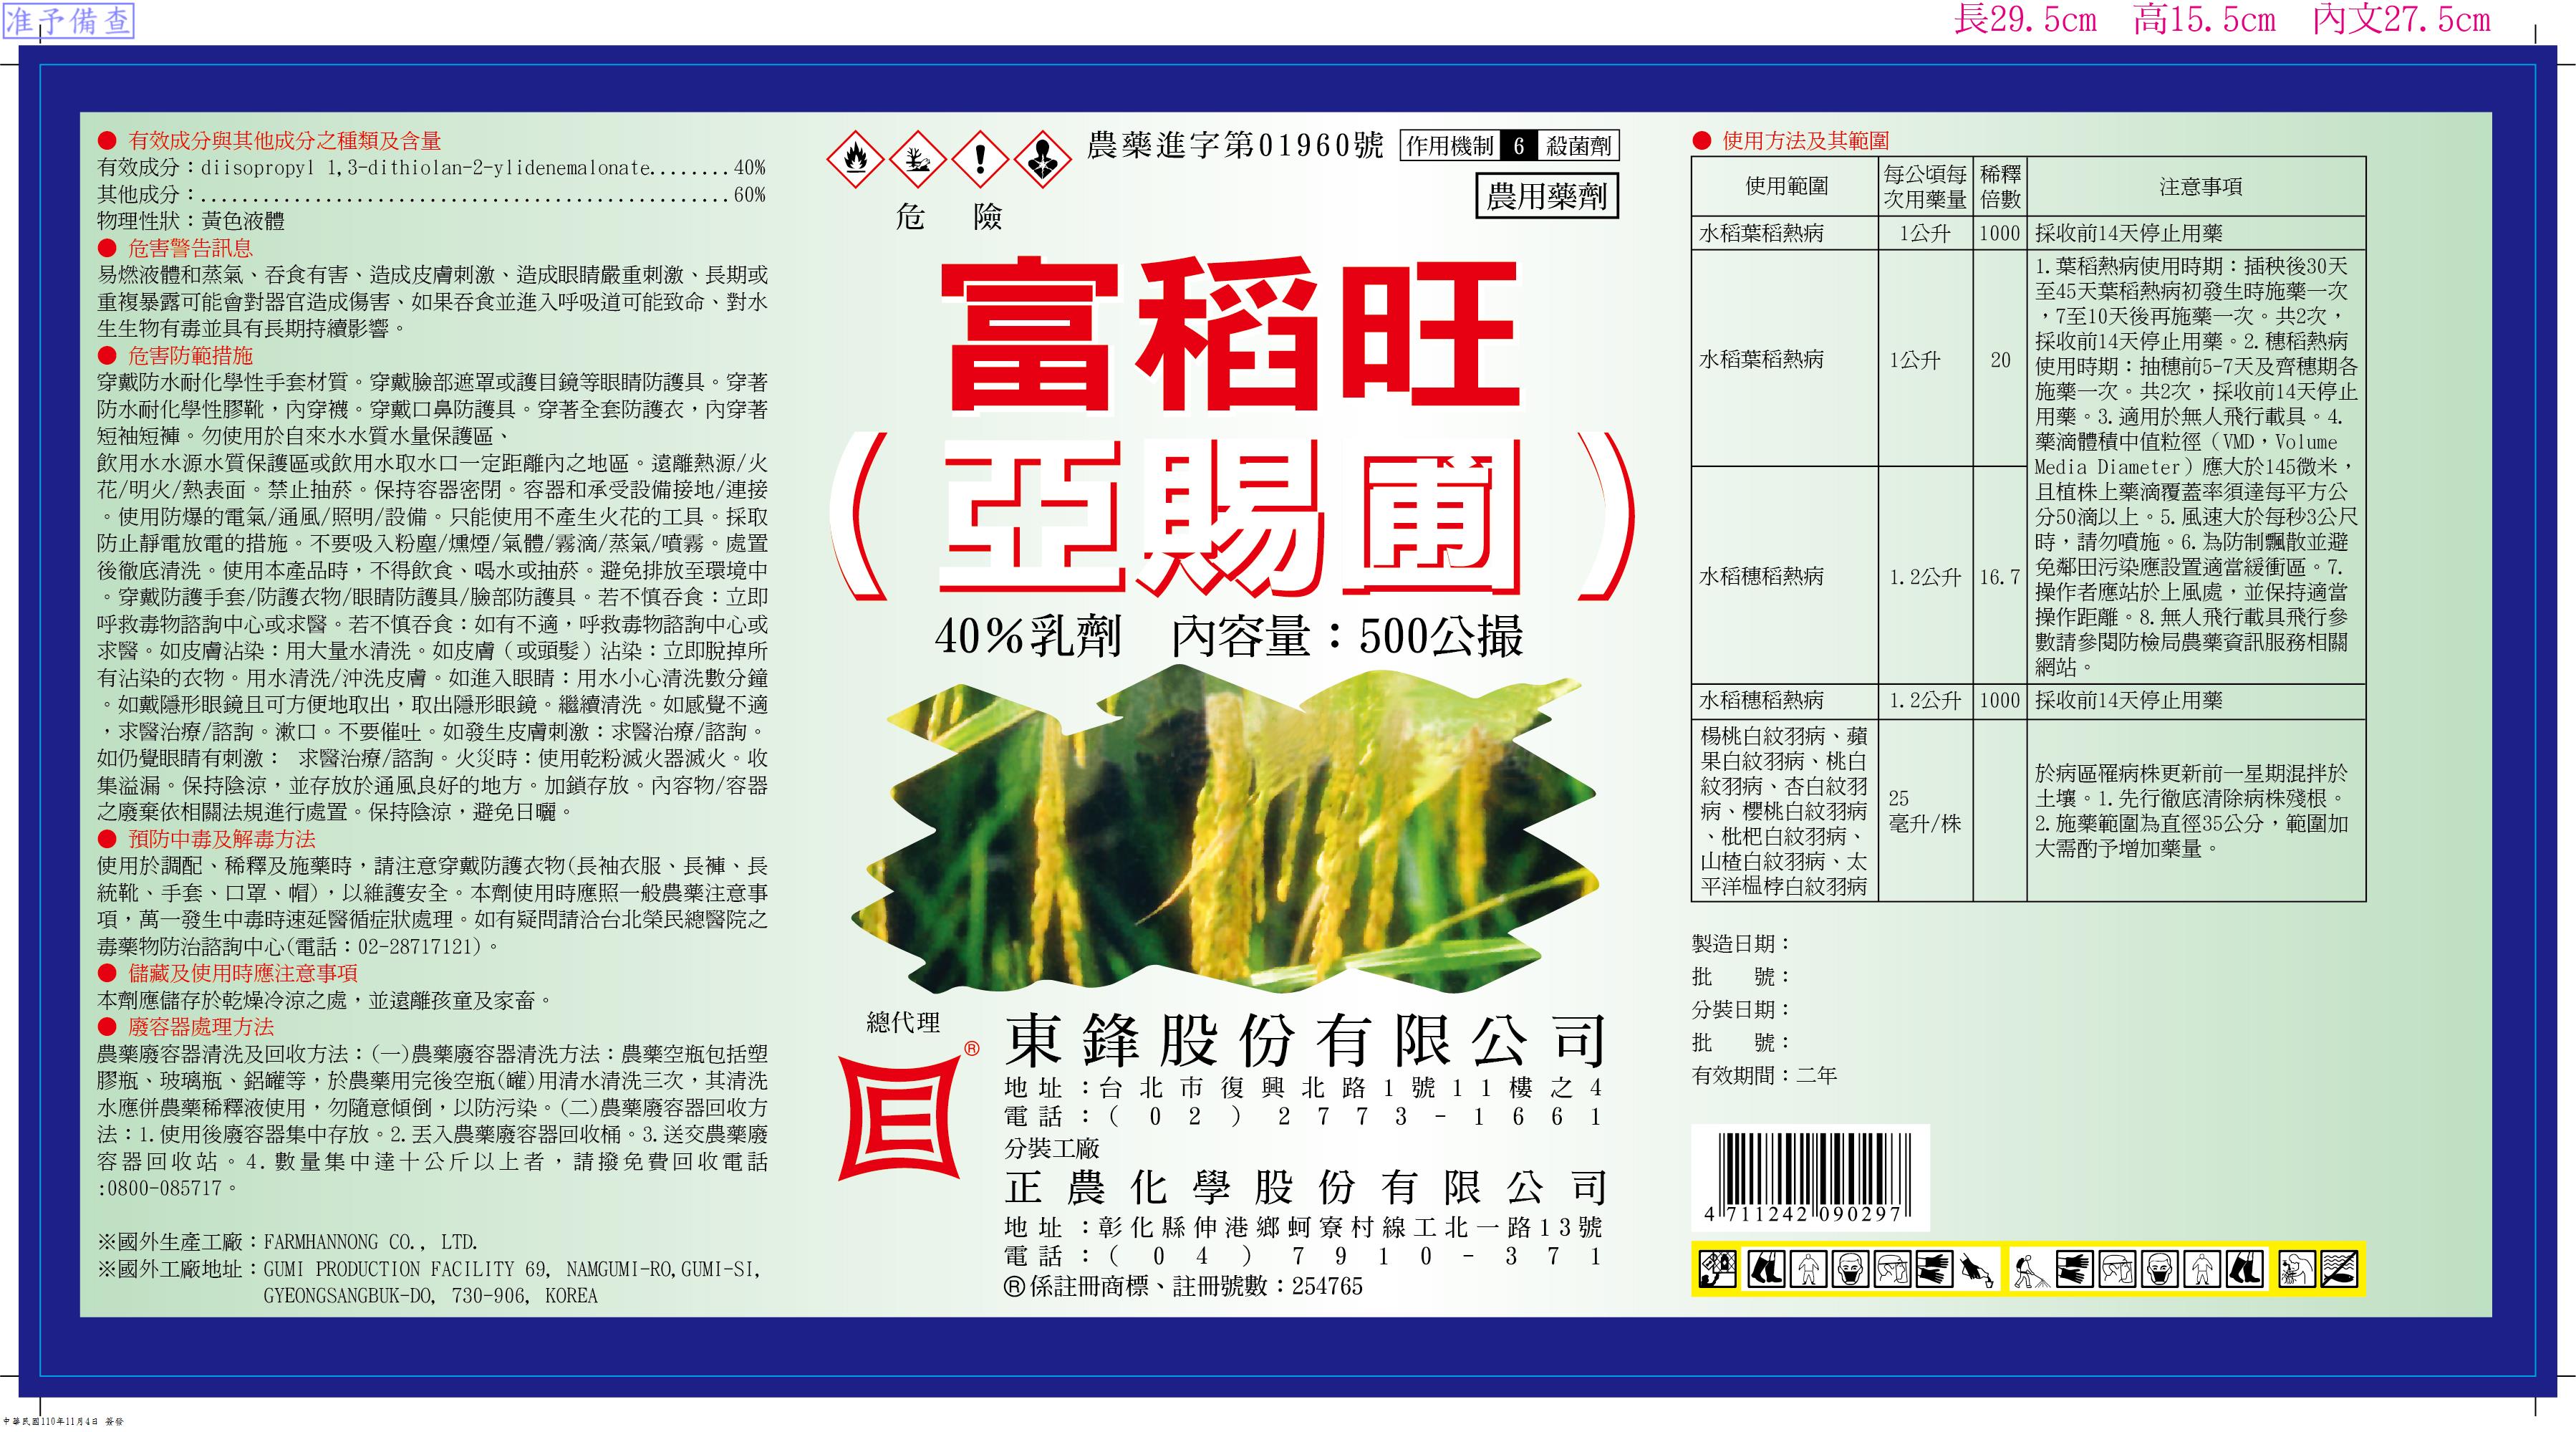 准予備查
長29.5cm 高15.5cm 內文27.5cm
● 有效成分與其他成分之種類及含量
有效成分：diisopropyl 1,3-dithiolan-2-ylidenemalonate........40%
其他成分：..................................................60%
物理性狀：黃色液體
● 危害警告訊息
易燃液體和蒸氣、吞食有害、造成皮膚刺激、造成眼睛嚴重刺激、長期或
重複暴露可能會對器官造成傷害、如果吞食並進入呼吸道可能致命、對水
生生物有毒並具有長期持續影響。
● 危害防範措施
穿戴防水耐化學性手套材質。穿戴臉部遮罩或護目鏡等眼睛防護具。穿著
防水耐化學性膠靴，內穿襪。穿戴口鼻防護具。穿著全套防護衣，內穿著
短袖短褲。勿使用於自來水水質水量保護區、
飲用水水源水質保護區或飲用水取水口一定距離內之地區。遠離熱源/火
花/明火/熱表面。禁止抽菸。保持容器密閉。容器和承受設備接地/連接
。使用防爆的電氣/通風/照明/設備。只能使用不產生火花的工具。採取
防止靜電放電的措施。不要吸入粉塵/燻煙/氣體/霧滴/蒸氣/噴霧。處置
後徹底清洗。使用本產品時，不得飲食、喝水或抽菸。避免排放至環境中
。穿戴防護手套/防護衣物/眼睛防護具/臉部防護具。若不慎吞食：立即
呼救毒物諮詢中心或求醫。若不慎吞食：如有不適，呼救毒物諮詢中心或
求醫。如皮膚沾染：用大量水清洗。如皮膚（或頭髮）沾染：立即脫掉所
有沾染的衣物。用水清洗/沖洗皮膚。如進入眼睛：用水小心清洗數分鐘
。如戴隱形眼鏡且可方便地取出，取出隱形眼鏡。繼續清洗。如感覺不適
，求醫治療/諮詢。漱口。不要催吐。如發生皮膚刺激：求醫治療/諮詢。
如仍覺眼睛有刺激： 求醫治療/諮詢。火災時：使用乾粉滅火器滅火。收
集溢漏。保持陰涼，並存放於通風良好的地方。加鎖存放。內容物/容器
之廢棄依相關法規進行處置。保持陰涼，避免日曬。
● 預防中毒及解毒方法
使用於調配、稀釋及施藥時，請注意穿戴防護衣物(長袖衣服、長褲、長
統靴、手套、口罩、帽)，以維護安全。本劑使用時應照一般農藥注意事
項，萬一發生中毒時速延醫循症狀處理。如有疑問請洽台北榮民總醫院之
毒藥物防治諮詢中心(電話：02-28717121)。
● 儲藏及使用時應注意事項
本劑應儲存於乾燥冷涼之處，並遠離孩童及家畜。
● 廢容器處理方法
農藥廢容器清洗及回收方法：(一)農藥廢容器清洗方法：農藥空瓶包括塑
膠瓶、玻璃瓶、鋁罐等，於農藥用完後空瓶(罐)用清水清洗三次，其清洗
水應併農藥稀釋液使用，勿隨意傾倒，以防污染。(二)農藥廢容器回收方
法：1.使用後廢容器集中存放。2.丟入農藥廢容器回收桶。3.送交農藥廢
容器回收站。4.數量集中達十公斤以上者，請撥免費回收電話
:0800-085717。
※國外生產工廠：FARMHANNONG CO., LTD.
※國外工廠地址：GUMI PRODUCTION FACILITY 69, NAMGUMI-RO,GUMI-SI,
GYEONGSANGBUK-DO, 730-906, KOREA
危 險
農藥進字第01960號 作用機制 6 殺菌劑
農用藥劑
富稻旺
（亞賜圃）
40%乳劑 內容量：500公撮
總代理
®
東鋒股份有限公司
地址：台北市復興北路1號11樓之4
電話：(02)2773-1661
分裝工廠
正農化學股份有限公司
地址：彰化縣伸港鄉蚵寮村線工北一路13號
電話：(04)7910-371
®係註冊商標、註冊號數：254765
● 使用方法及其範圍
使用範圍 每公頃每次用藥量 稀釋倍數 注意事項
水稻葉稻熱病 1公升 1000 採收前14天停止用藥
水稻葉稻熱病 1公升 20
水稻穗稻熱病 1.2公升 16.7
1.葉稻熱病使用時期：插秧後30天
至45天葉稻熱病初發生時施藥一次
，7至10天後再施藥一次。共2次，
採收前14天停止用藥。2.穗稻熱病
使用時期：抽穗前5-7天及齊穗期各
施藥一次。共2次，採收前14天停止
用藥。3.適用於無人飛行載具。4.
藥滴體積中值粒徑（VMD，Volume
Media Diameter）應大於145微米，
且植株上藥滴覆蓋率須達每平方公
分50滴以上。5.風速大於每秒3公尺
時，請勿噴施。6.為防制飄散並避
免鄰田污染應設置適當緩衝區。7.
操作者應站於上風處，並保持適當
操作距離。8.無人飛行載具飛行參
數請參閱防檢局農藥資訊服務相關
網站。
水稻穗稻熱病 1.2公升 1000 採收前14天停止用藥
楊桃白紋羽病、蘋
果白紋羽病、桃白
紋羽病、杏白紋羽
病、櫻桃白紋羽病
、枇杷白紋羽病、
山楂白紋羽病、太
平洋榲桲白紋羽病
25
毫升/株
於病區罹病株更新前一星期混拌於
土壤。1.先行徹底清除病株殘根。
2.施藥範圍為直徑35公分，範圍加
大需酌予增加藥量。
製造日期：
批 號：
分裝日期：
批 號：
有效期間：二年
4 711242 090297
中華民國110年11月4日 簽發